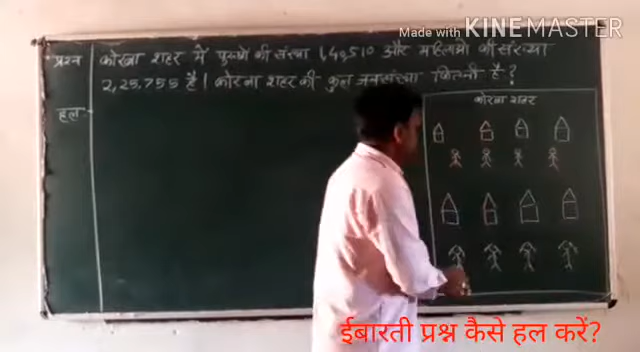 Made with KINEMASTER
प्रश्न कोरबा शहर में पुरुषों की संख्या 1,40,510 और महिलाओं की संख्या
2,25,755 है। कोरबा शहर की कुल जनसंख्या कितनी है?
हल
कोरबा शहर
ईबारती प्रश्न कैसे हल करें?